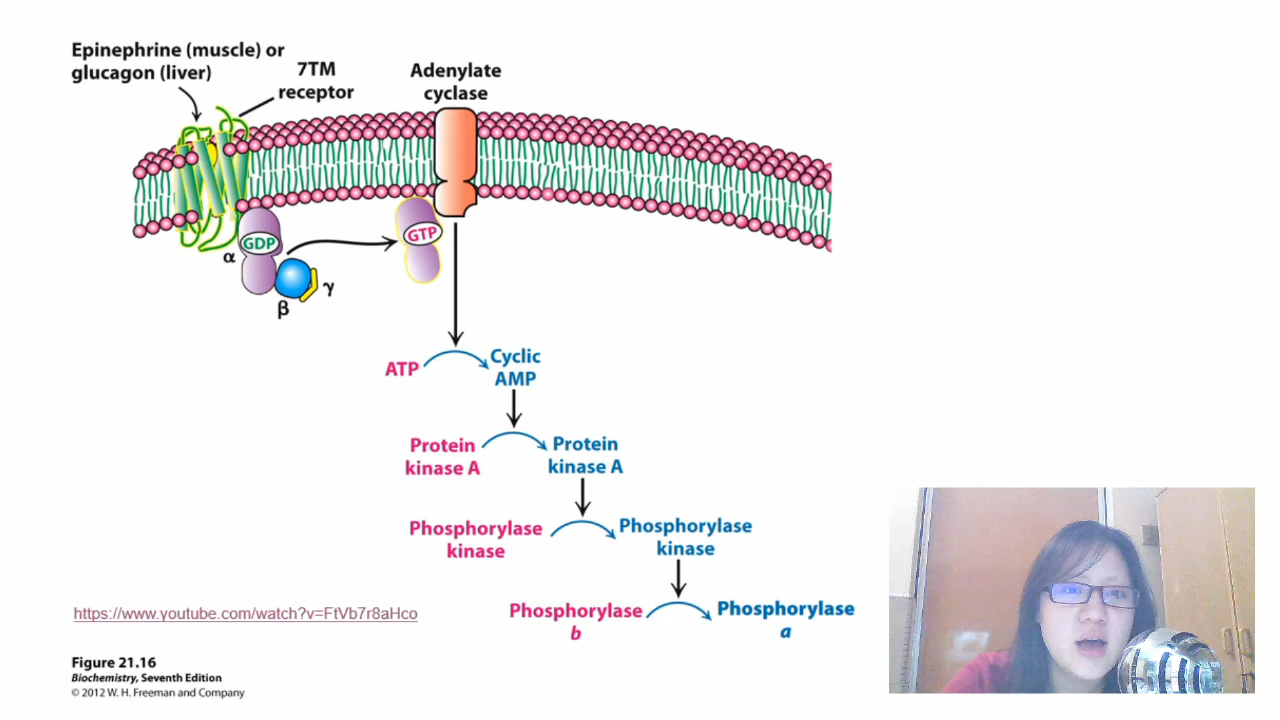 Epinephrine (muscle) or
glucagon (liver)
7TM
receptor
Adenylate
cyclase
GDP
GTP
α
β
γ
ATP
Cyclic
AMP
Protein
kinase A
Protein
kinase A
Phosphorylase
kinase
Phosphorylase
kinase
Phosphorylase
b
Phosphorylase
a
https://www.youtube.com/watch?v=FtVb7r8aHco
Figure 21.16
Biochemistry, Seventh Edition
© 2012 W. H. Freeman and Company